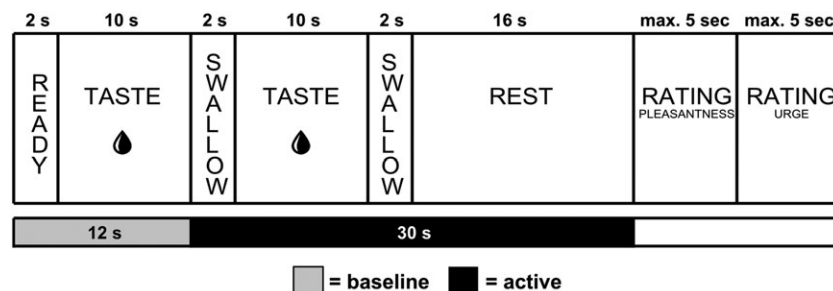 2 s 10 s 2 s 10 s 2 s 16 s max. 5 sec max. 5 sec
READY
TASTE
SWALLOW
TASTE
SWALLOW
REST
RATING
PLEASANTNESS
RATING
URGE
12 s 30 s
= baseline = active